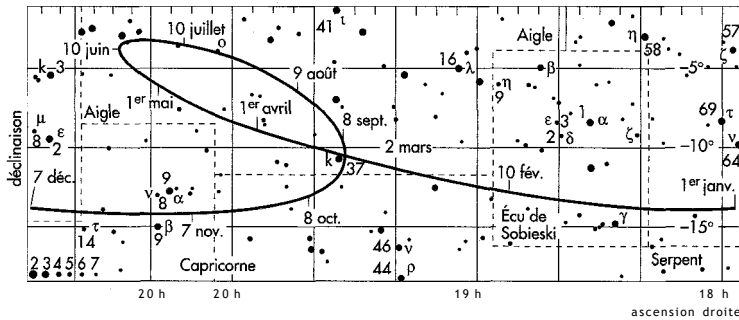 41 ι
10 juillet
ο
10 juin
Aigle
η
57
58
ζ
k 3
16 λ
β
-5°
9 août
η
9
1er mai
1er avril
Aigle
8 sept.
μ
8 ε
ε 3
1 α
69 τ
2 δ
ζ
ν
2
2 mars
-10°
déclinaison
k
37
64
7 déc.
9
ν
8 α
10 fév.
1er janv.
8 oct.
Écu de
Sobieski
γ
τ
14
β
9
7 nov.
46 ν
-15°
Capricorne
Serpent
2 3 4 5 6 7
44 ρ
20 h
20 h
19 h
18 h
ascension droite